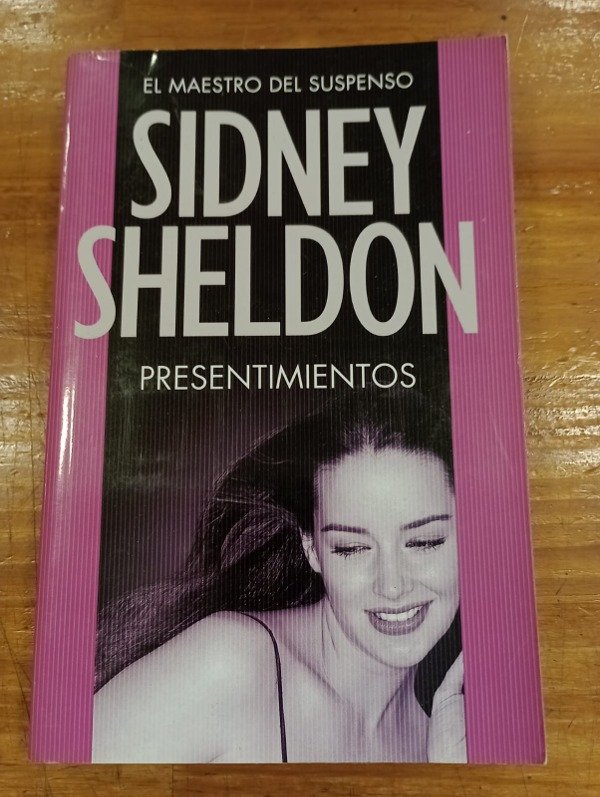 EL MAESTRO DEL SUSPENSO
SIDNEY
SHELDON
PRESENTIMIENTOS